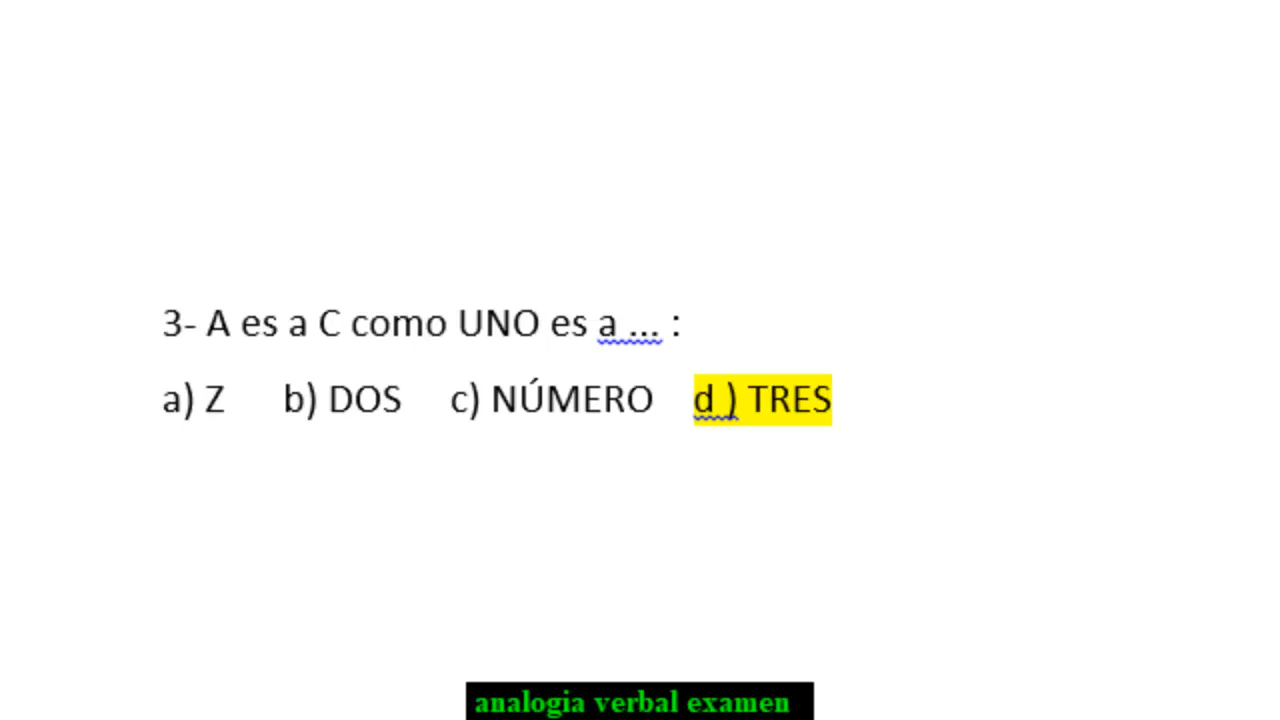 3- A es a C como UNO es a ... :
a) Z b) DOS c) NÚMERO d ) TRES
analogia verbal examen